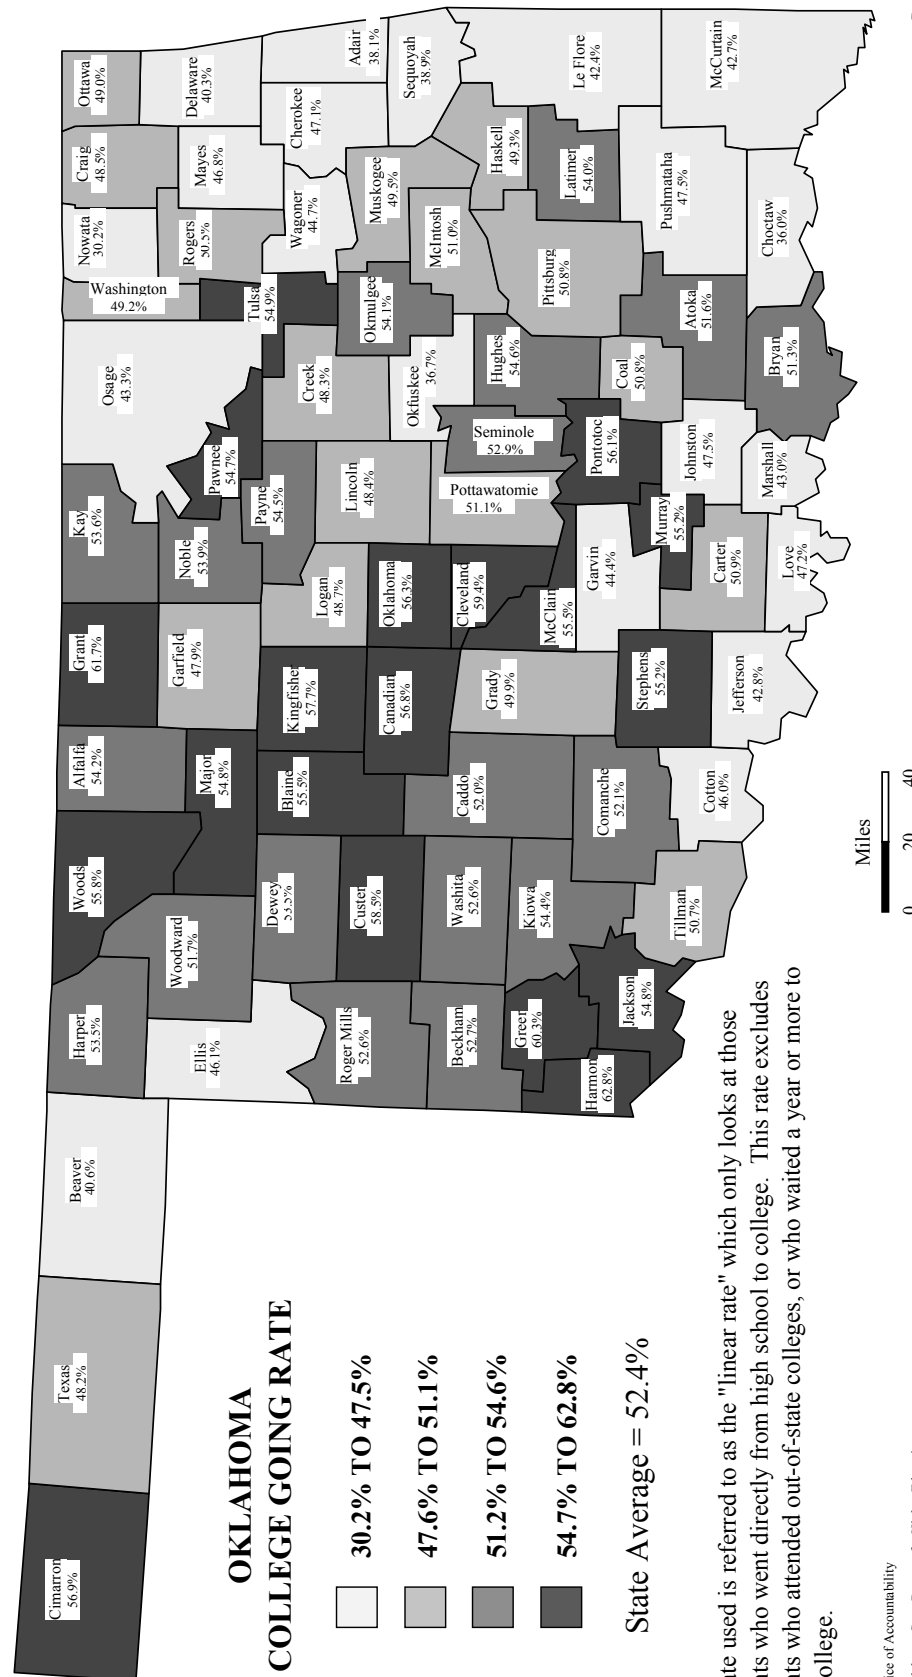 Cimarron
56.9%
Texas
48.2%
Beaver
40.6%
Harper
53.5%
Woods
55.8%
Alfalfa
54.2%
Grant
61.7%
Kay
53.6%
Osage
43.3%
Washington
49.2%
Nowata
30.2%
Craig
48.5%
Ottawa
49.0%
Ellis
46.1%
Woodward
51.7%
Major
54.8%
Garfield
47.9%
Noble
53.9%
Pawnee
54.7%
Rogers
50.5%
Mayes
46.8%
Delaware
40.3%
Roger Mills
52.6%
Dewey
53.5%
Custer
58.5%
Blaine
55.5%
Kingfisher
57.7%
Logan
48.7%
Payne
54.5%
Lincoln
48.4%
Creek
48.3%
Tulsa
54.9%
Wagoner
44.7%
Cherokee
47.1%
Adair
38.1%
Beckham
52.7%
Washita
52.6%
Caddo
52.0%
Canadian
56.8%
Oklahoma
56.3%
Cleveland
59.4%
Pottawatomie
51.1%
Seminole
52.9%
Okfuskee
36.7%
Okmulgee
54.1%
Muskogee
49.5%
McIntosh
51.0%
Sequoyah
38.9%
Harmon
62.8%
Greer
60.3%
Jackson
54.8%
Kiowa
54.4%
Tillman
50.7%
Comanche
52.1%
Cotton
46.0%
Grady
49.9%
Stephens
55.2%
Jefferson
42.8%
McClain
55.5%
Garvin
44.4%
Murray
55.2%
Carter
50.9%
Love
47.2%
Pontotoc
56.1%
Johnston
47.5%
Marshall
43.0%
Hughes
54.6%
Coal
50.8%
Atoka
51.6%
Bryan
51.3%
Pittsburg
50.8%
Haskell
49.3%
Latimer
54.0%
Le Flore
42.4%
Pushmataha
47.5%
Choctaw
36.0%
McCurtain
42.7%
OKLAHOMA
COLLEGE GOING RATE
30.2% TO 47.5%
47.6% TO 51.1%
51.2% TO 54.6%
54.7% TO 62.8%
State Average = 52.4%
Miles
0 20 40
used is referred to as the "linear rate" which only looks at those
who went directly from high school to college. This rate excludes
who attended out-of-state colleges, or who waited a year or more to
of Accountability